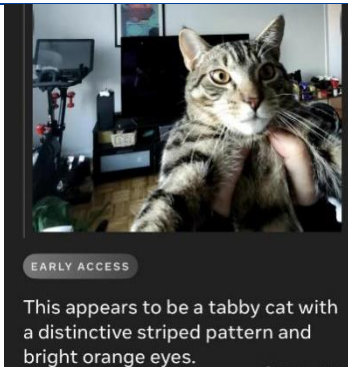 EARLY ACCESS
This appears to be a tabby cat with
a distinctive striped pattern and
bright orange eyes.